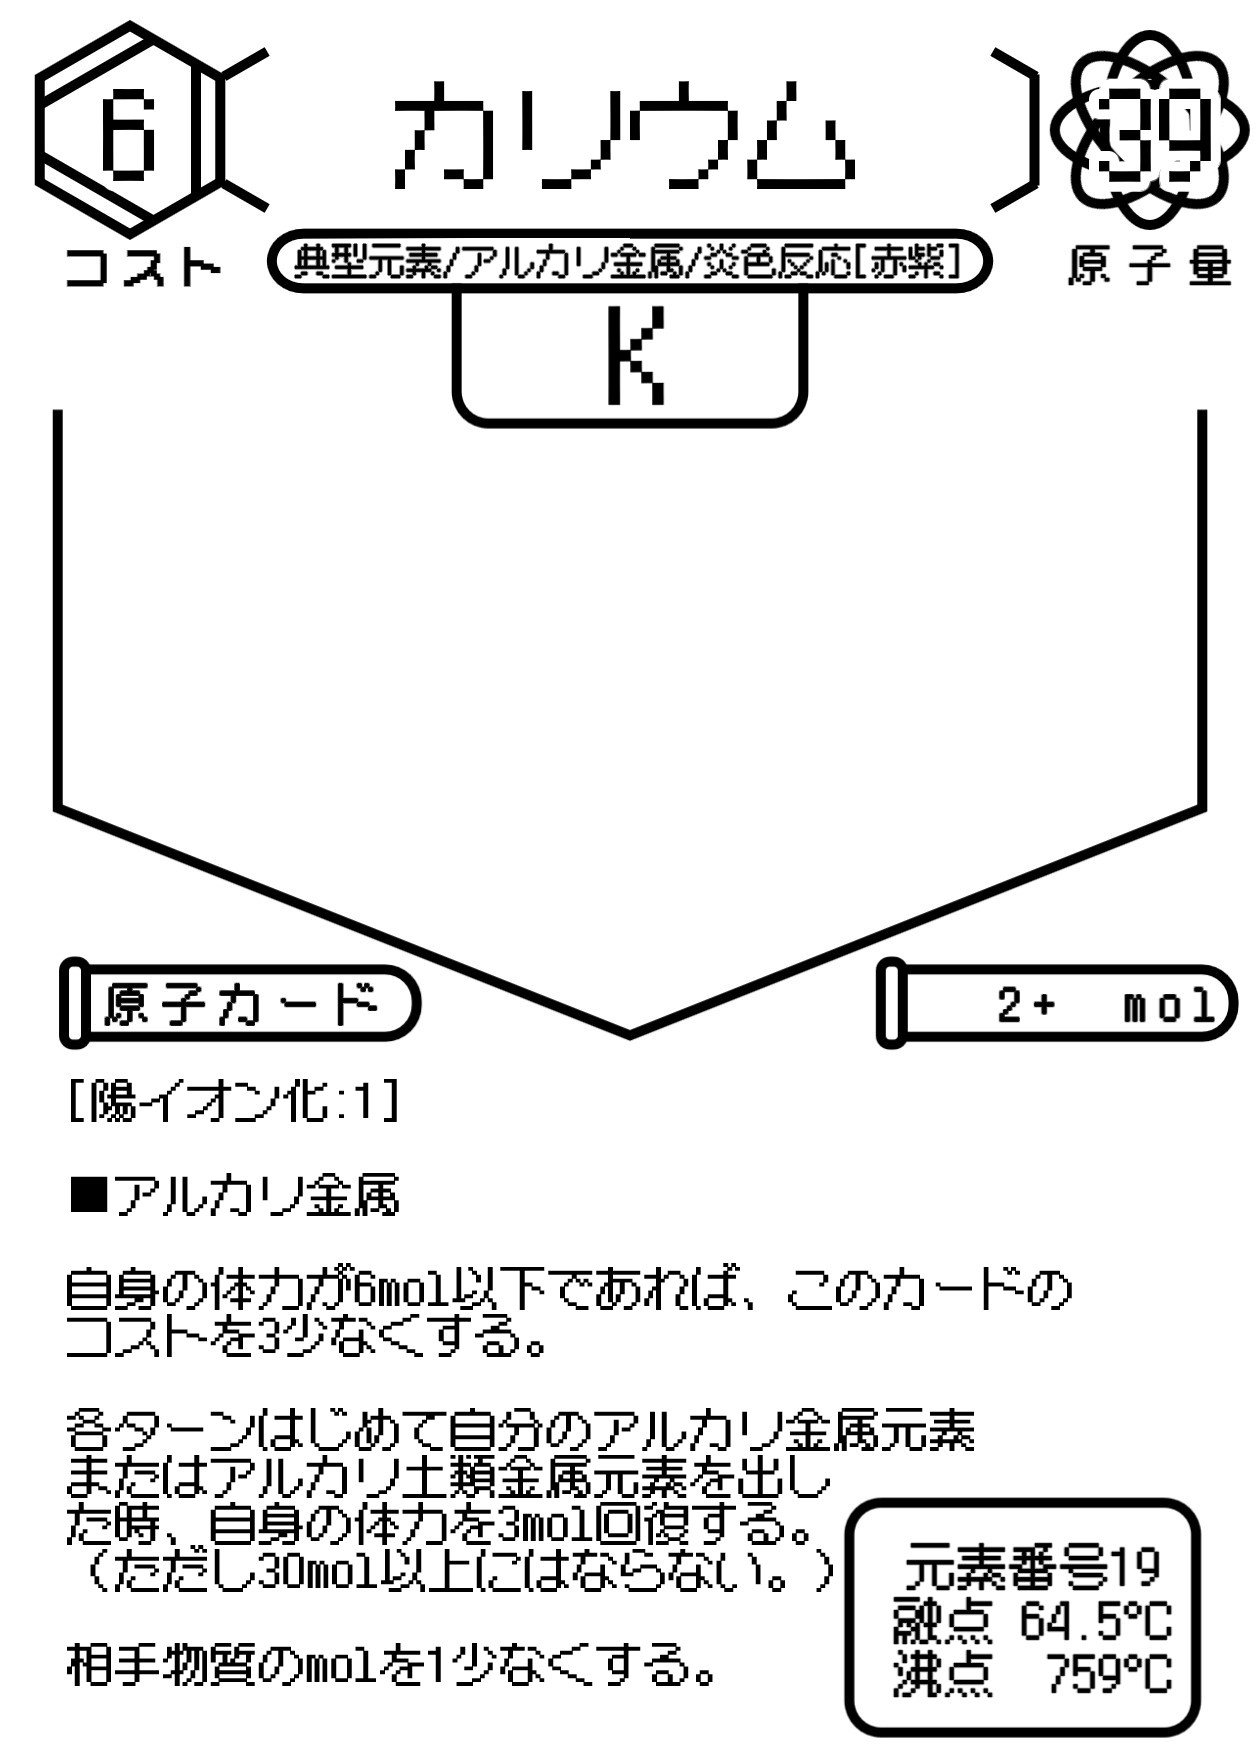 6
カリウム
39
コスト
典型元素/アルカリ金属/炎色反応[赤紫]
原子量
K
原子カード
2+ mol
[陽イオン化:1]
■アルカリ金属
自身の体力が6mol以下であれば、このカードの
コストを3少なくする。
各ターンはじめて自分のアルカリ金属元素
またはアルカリ土類金属元素を出し
た時、自身の体力を3mol回復する。
(ただし30mol以上にはならない。)
相手物質のmolを1少なくする。
元素番号19
融点 64.5℃
沸点 759℃